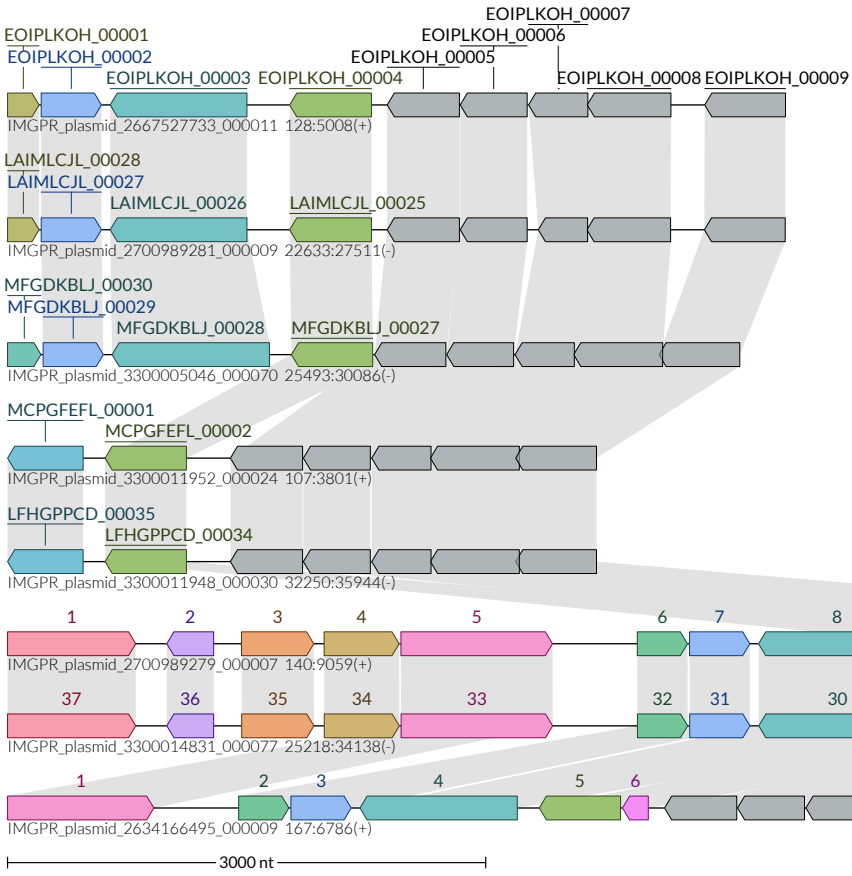 EOIPLKOH_00007
EOIPLKOH_00001 EOIPLKOH_00006
EOIPLKOH_00002 EOIPLKOH_00005
EOIPLKOH_00003 EOIPLKOH_00004 EOIPLKOH_00008 EOIPLKOH_00009
IMGPR_plasmid_2667527733_000011 128:5008(+)
LAIMLCJL_00028
LAIMLCJL_00027
LAIMLCJL_00026 LAIMLCJL_00025
IMGPR_plasmid_2700989281_000009 22633:27511(-)
MFGDKBLJ_00030
MFGDKBLJ_00029
MFGDKBLJ_00028 MFGDKBLJ_00027
IMGPR_plasmid_3300005046_000070 25493:30086(-)
MCPGFEFL_00001
MCPGFEFL_00002
IMGPR_plasmid_3300011952_000024 107:3801(+)
LFHGPPCD_00035
LFHGPPCD_00034
IMGPR_plasmid_3300011948_000030 32250:35944(-)
1 2 3 4 5 6 7 8
IMGPR_plasmid_2700989279_000007 140:9059(+)
37 36 35 34 33 32 31 30
IMGPR_plasmid_3300014831_000077 25218:34138(-)
1 2 3 4 5 6
IMGPR_plasmid_2634166495_000009 167:6786(+)
3000 nt